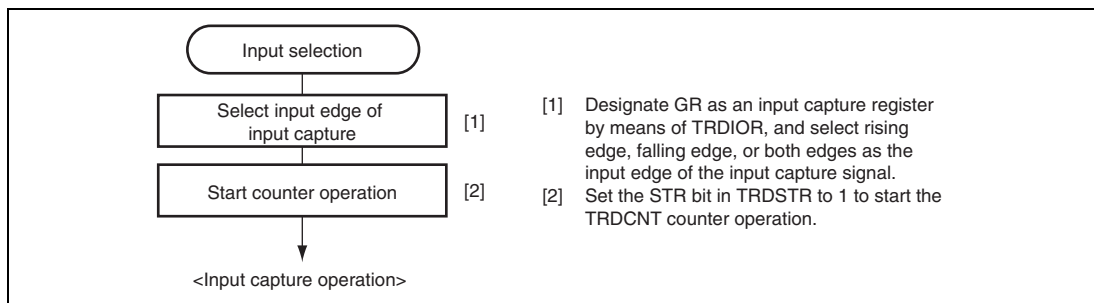 Input selection
Select input edge of
input capture
[1]
Start counter operation
[2]
<Input capture operation>
[1] Designate GR as an input capture register
by means of TRDIOR, and select rising
edge, falling edge, or both edges as the
input edge of the input capture signal.
[2] Set the STR bit in TRDSTR to 1 to start the
TRDCNT counter operation.